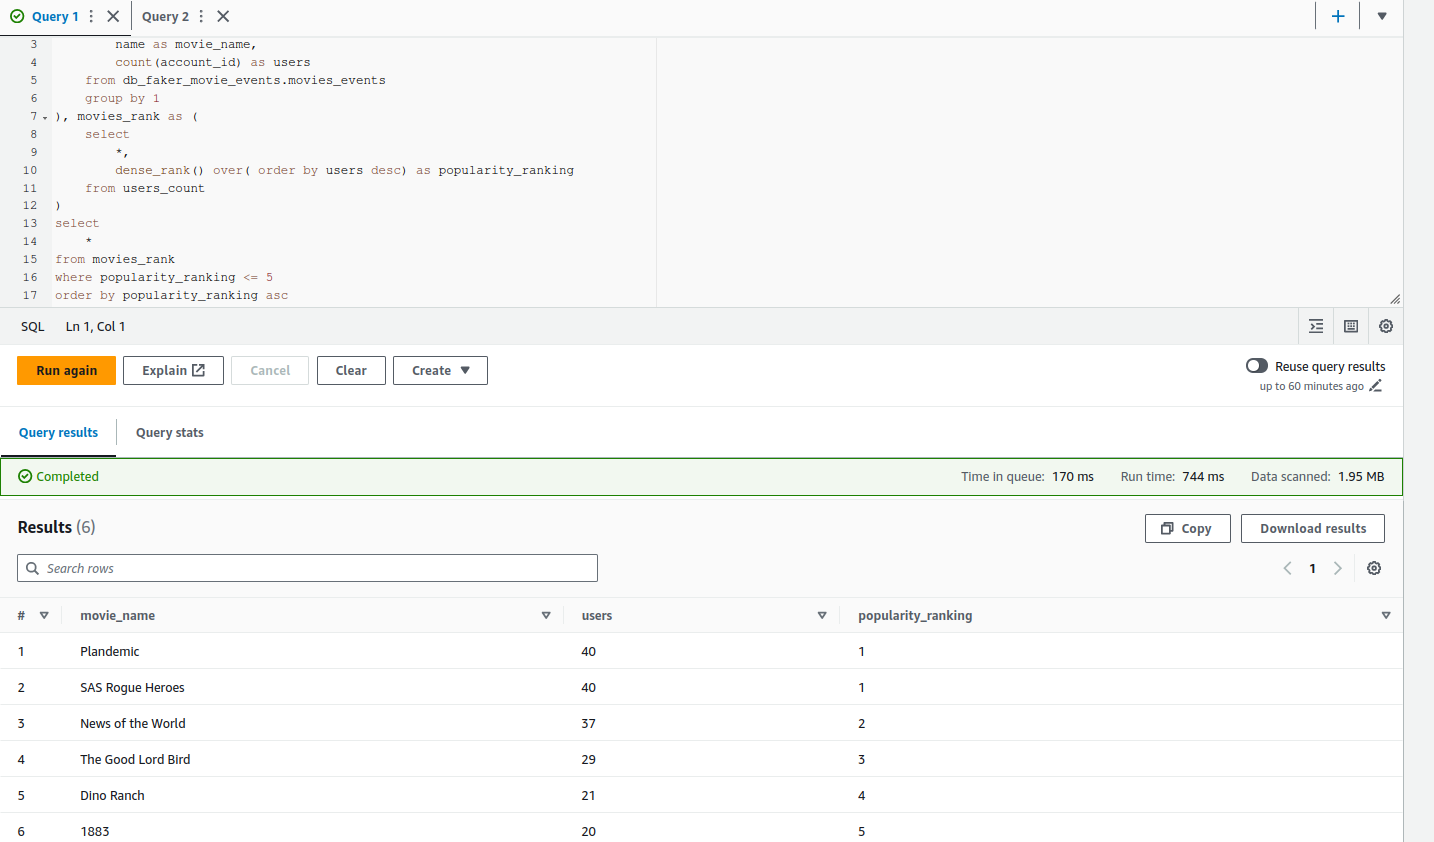 Query 1 Query 2
3 name as movie_name,
4 count(account_id) as users
5 from db_faker_movie_events.movies_events
6 group by 1
7 ), movies_rank as (
8 select
9 *,
10 dense_rank() over( order by users desc) as popularity_ranking
11 from users_count
12 )
13 select
14 *
15 from movies_rank
16 where popularity_ranking <= 5
17 order by popularity_ranking asc
SQL Ln 1, Col 1
Run again Explain Cancel Clear Create Reuse query results
up to 60 minutes ago
Query results Query stats
Completed Time in queue: 170 ms Run time: 744 ms Data scanned: 1.95 MB
Results (6) Copy Download results
Search rows 1
# movie_name users popularity_ranking
1 Plandemic 40 1
2 SAS Rogue Heroes 40 1
3 News of the World 37 2
4 The Good Lord Bird 29 3
5 Dino Ranch 21 4
6 1883 20 5